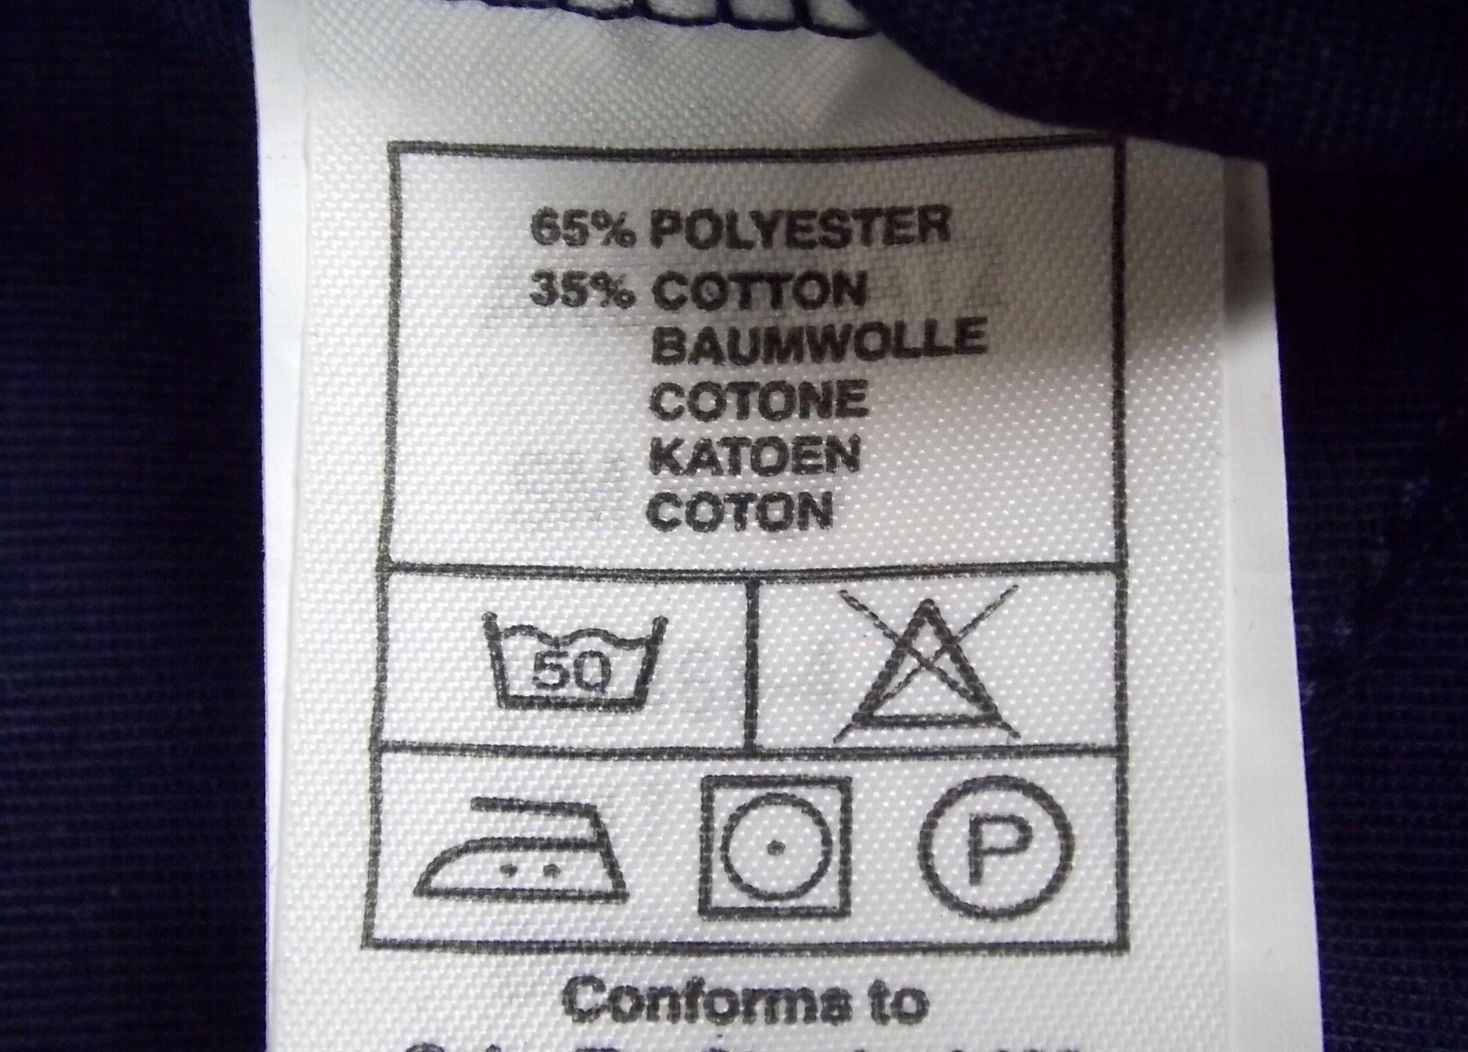 65% POLYESTER
35% COTTON
BAUMWOLLE
COTONE
KATOEN
COTON
50
P
Conforms to